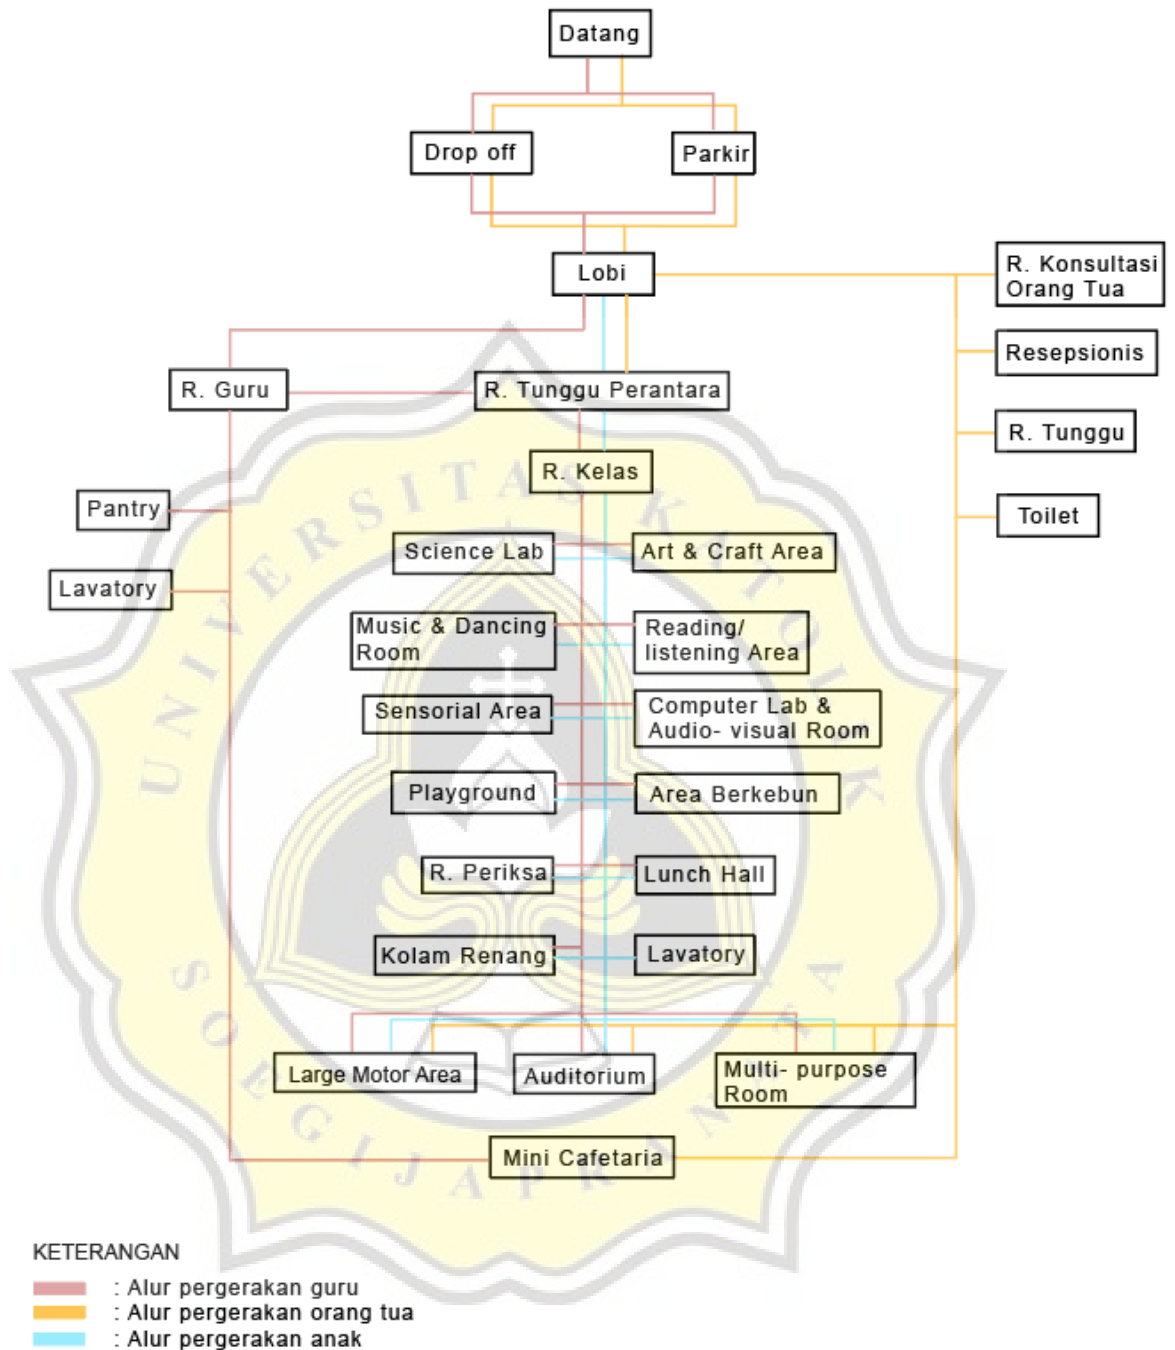 Datang
Drop off
Parkir
Lobi
R. Konsultasi
Orang Tua
Resepsionis
R. Guru
R. Tunggu Perantara
R. Tunggu
R. Kelas
Pantry
Toilet
Science Lab
Art & Craft Area
Lavatory
Music & Dancing
Room
Reading/
listening Area
Sensorial Area
Computer Lab &
Audio- visual Room
Playground
Area Berkebun
R. Periksa
Lunch Hall
Kolam Renang
Lavatory
Large Motor Area
Auditorium
Multi- purpose
Room
Mini Cafetaria
UNIVERSITAS KATOLIK
SOEGIJAPRANATA
KETERANGAN
: Alur pergerakan guru
: Alur pergerakan orang tua
: Alur pergerakan anak